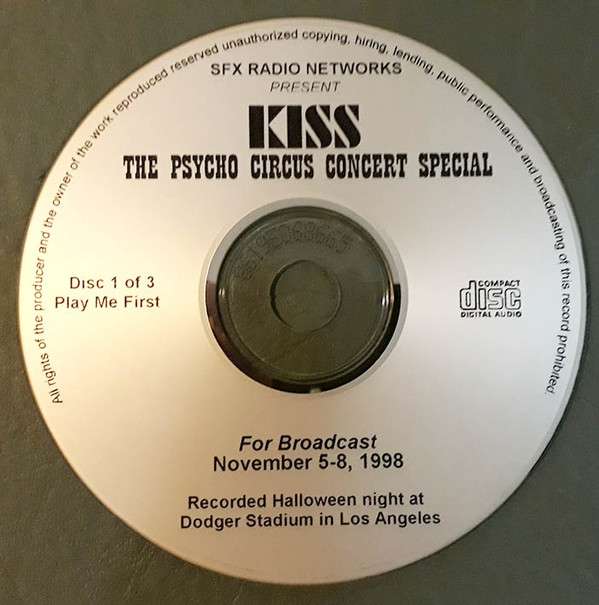 All rights of the producer and the owner of the work reproduced reserved unauthorized copying, hiring, lending, public performance and broadcasting of this record prohibited.
SFX RADIO NETWORKS
PRESENT
KISS
THE PSYCHO CIRCUS CONCERT SPECIAL
Disc 1 of 3
Play Me First
COMPACT
disc
DIGITAL AUDIO
For Broadcast
November 5-8, 1998
Recorded Halloween night at
Dodger Stadium in Los Angeles